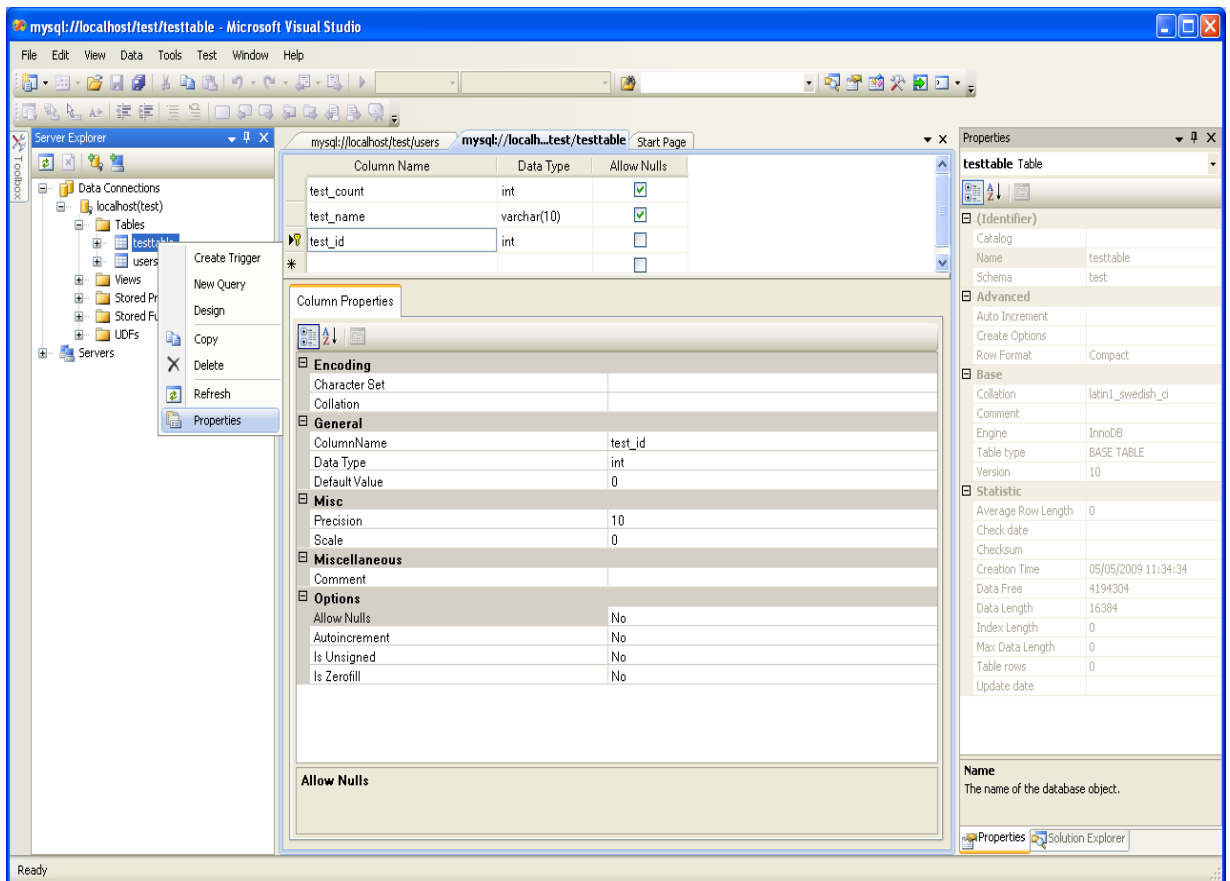 mysql://localhost/test/testtable - Microsoft Visual Studio
File Edit View Data Tools Test Window Help
Toolbox
Server Explorer
Data Connections
localhost(test)
Tables
testtable
users
Views
Stored Pr
Stored Fu
UDFs
Servers
Create Trigger
New Query
Design
Copy
Delete
Refresh
Properties
mysql://localhost/test/users mysql://localh...test/testtable Start Page
Column Name Data Type Allow Nulls
test_count int
test_name varchar(10)
test_id int
Column Properties
Encoding
Character Set
Collation
General
ColumnName test_id
Data Type int
Default Value 0
Misc
Precision 10
Scale 0
Miscellaneous
Comment
Options
Allow Nulls No
Autoincrement No
Is Unsigned No
Is Zerofill No
Allow Nulls
Properties
testtable Table
(Identifier)
Catalog
Name testtable
Schema test
Advanced
Auto Increment
Create Options
Row Format Compact
Base
Collation latin1_swedish_ci
Comment
Engine InnoDB
Table type BASE TABLE
Version 10
Statistic
Average Row Length 0
Check date
Checksum
Creation Time 05/05/2009 11:34:34
Data Free 4194304
Data Length 16384
Index Length 0
Max Data Length 0
Table rows 0
Update date
Name
The name of the database object.
Properties Solution Explorer
Ready